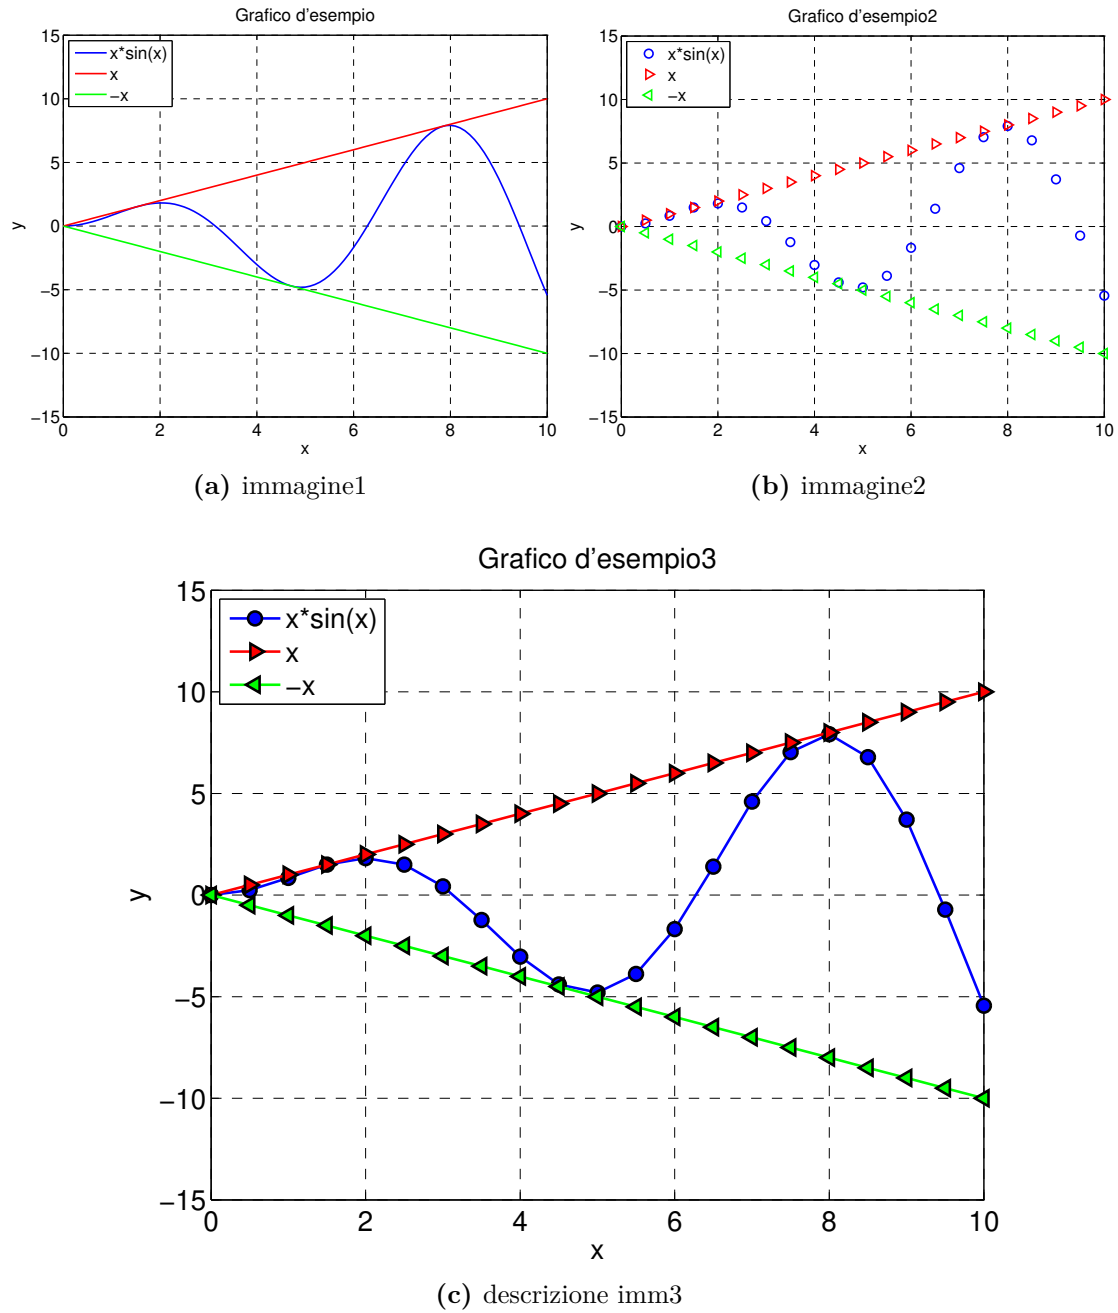 Grafico d'esempio
15
10
5
0
−5
−10
−15
0 2 4 6 8 10
x
y
x*sin(x)
x
−x
(a) immagine1
Grafico d'esempio2
15
10
5
0
−5
−10
−15
0 2 4 6 8 10
x
y
x*sin(x)
x
−x
(b) immagine2
Grafico d'esempio3
15
10
5
0
−5
−10
−15
0 2 4 6 8 10
x
y
x*sin(x)
x
−x
(c) descrizione imm3